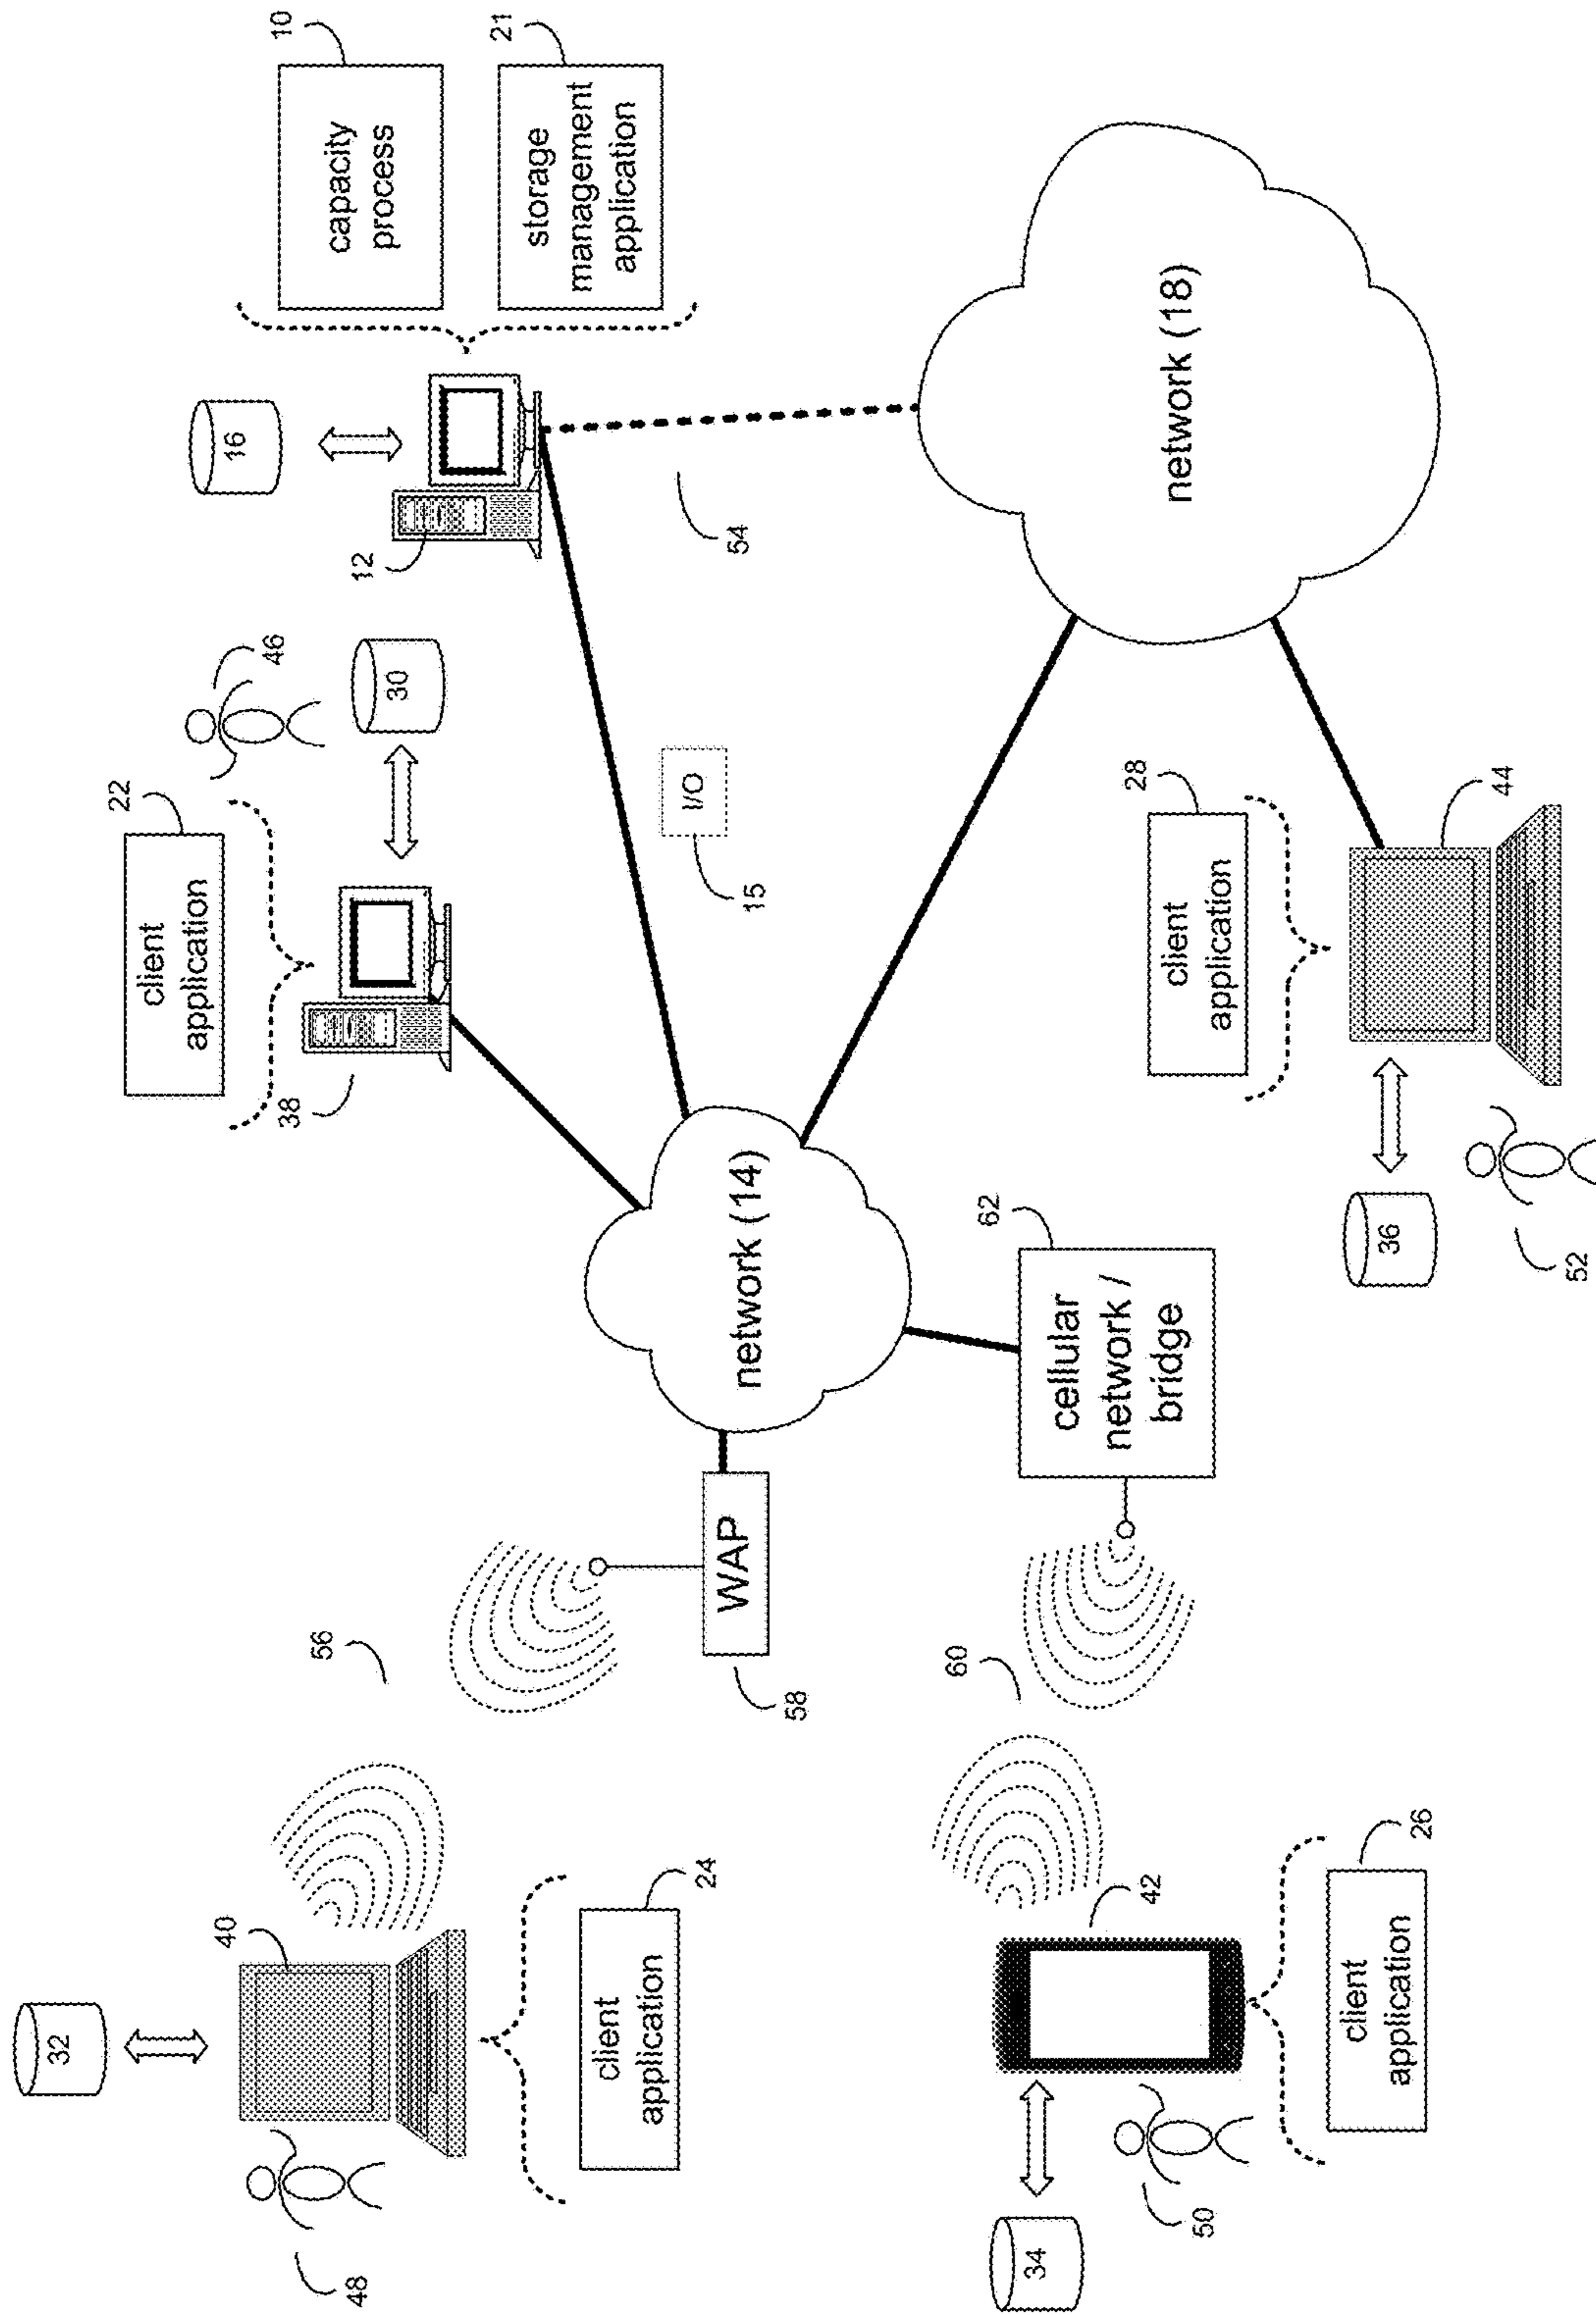 32
40
48
client
application
24
56
WAP
58
client
application
22
38
46
30
16
12
capacity
process
10
storage
management
application
21
I/O
15
54
network (14)
network (18)
34
42
50
client
application
26
60
cellular
network /
bridge
62
client
application
28
44
36
52